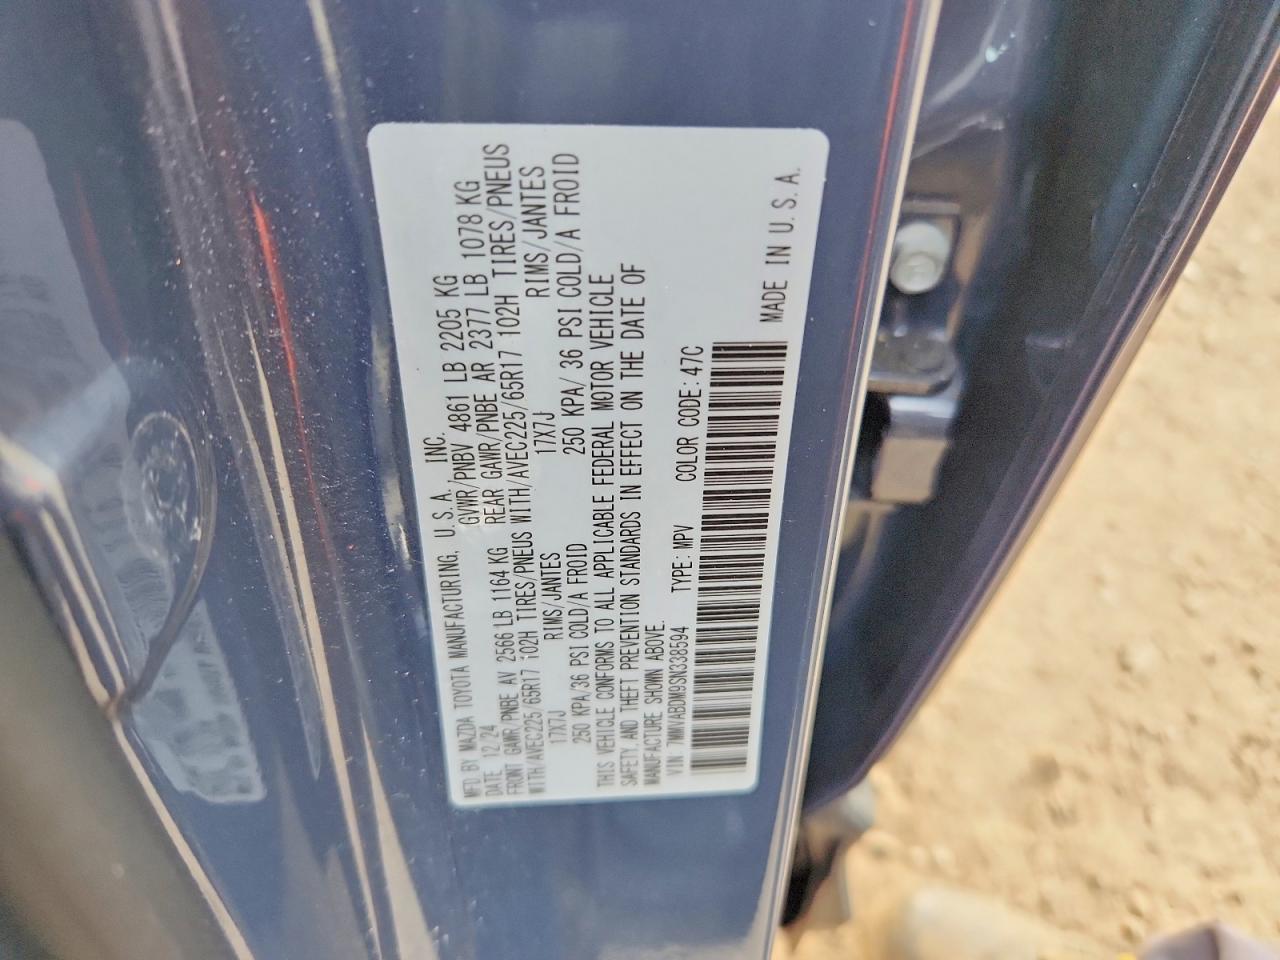 MFD BY MAZDA TOYOTA MANUFACTURING, U.S.A., INC.
DATE 12/24 GVWR/PNBV 4861 LB 2205 KG
FRONT GAWR/PNBE AV 2566 LB 1164 KG REAR GAWR/PNBE AR 2377 LB 1078 KG
WITH/AVEC225/65R17 102H TIRES/PNEUS WITH/AVEC225/65R17 102H TIRES/PNEUS
17X7J RIMS/JANTES 17X7J RIMS/JANTES
250 KPA/36 PSI COLD/A FROID 250 KPA/ 36 PSI COLD/A FROID
THIS VEHICLE CONFORMS TO ALL APPLICABLE FEDERAL MOTOR VEHICLE
SAFETY, AND THEFT PREVENTION STANDARDS IN EFFECT ON THE DATE OF
MANUFACTURE SHOWN ABOVE.
VIN 7MMVABDM9SN338594 TYPE: MPV COLOR CODE: 47C
MADE IN U.S.A.